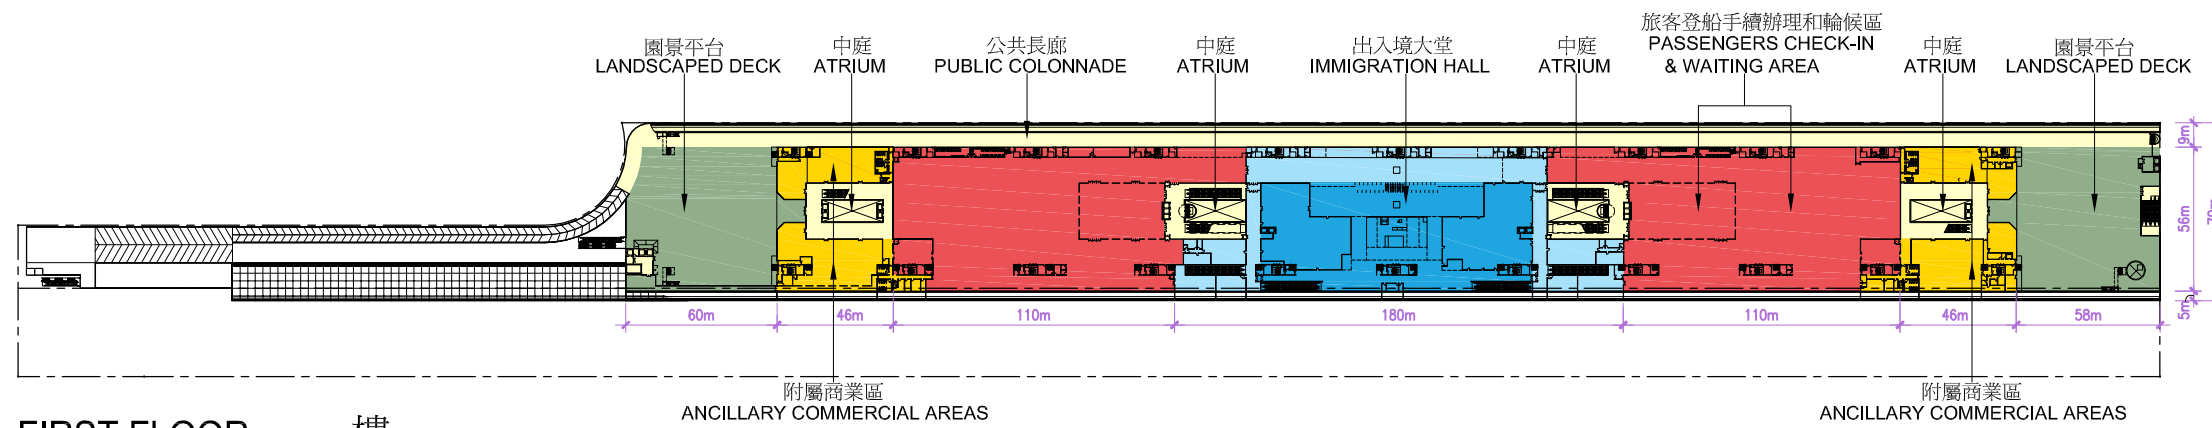 園景平台
LANDSCAPED DECK
中庭
ATRIUM
公共長廊
PUBLIC COLONNADE
中庭
ATRIUM
出入境大堂
IMMIGRATION HALL
中庭
ATRIUM
旅客登船手續辦理和輪候區
PASSENGERS CHECK-IN
& WAITING AREA
中庭
ATRIUM
園景平台
LANDSCAPED DECK
9m
56m
70m
5m
60m
46m
110m
180m
110m
46m
58m
附屬商業區
ANCILLARY COMMERCIAL AREAS
附屬商業區
ANCILLARY COMMERCIAL AREAS
FIRST FLOOR 樓